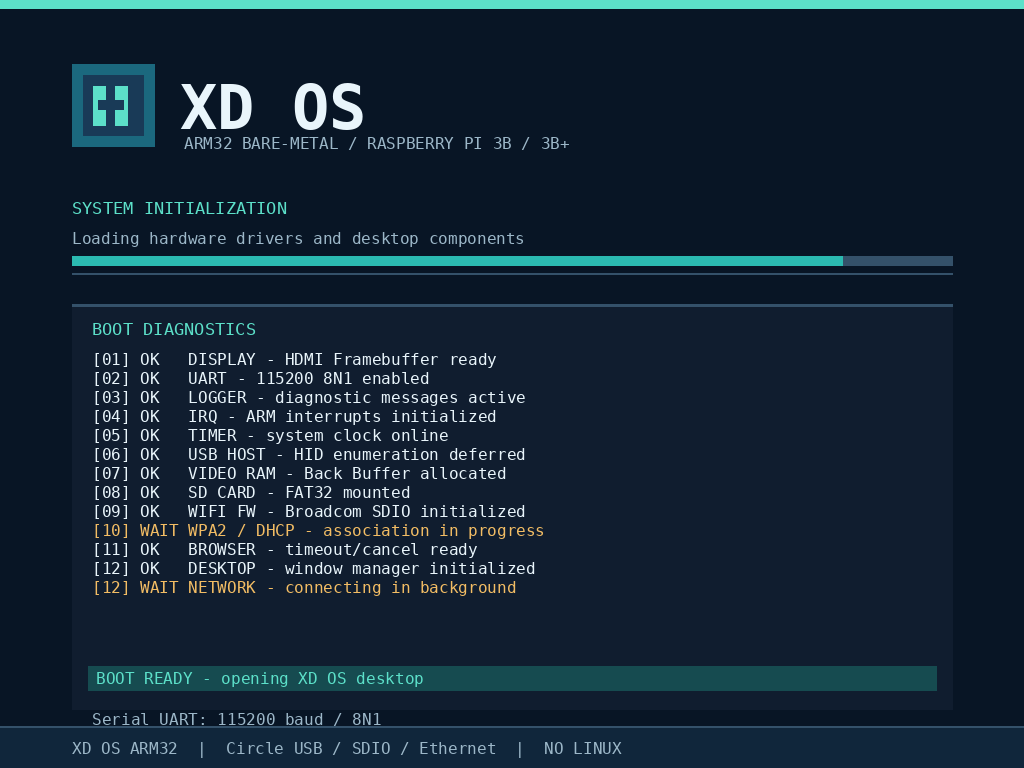 XD OS
ARM32 BARE-METAL / RASPBERRY PI 3B / 3B+
SYSTEM INITIALIZATION
Loading hardware drivers and desktop components
BOOT DIAGNOSTICS
[01] OK   DISPLAY - HDMI Framebuffer ready
[02] OK   UART - 115200 8N1 enabled
[03] OK   LOGGER - diagnostic messages active
[04] OK   IRQ - ARM interrupts initialized
[05] OK   TIMER - system clock online
[06] OK   USB HOST - HID enumeration deferred
[07] OK   VIDEO RAM - Back Buffer allocated
[08] OK   SD CARD - FAT32 mounted
[09] OK   WIFI FW - Broadcom SDIO initialized
[10] WAIT WPA2 / DHCP - association in progress
[11] OK   BROWSER - timeout/cancel ready
[12] OK   DESKTOP - window manager initialized
[12] WAIT NETWORK - connecting in background
BOOT READY - opening XD OS desktop
Serial UART: 115200 baud / 8N1
XD OS ARM32  |  Circle USB / SDIO / Ethernet  |  NO LINUX